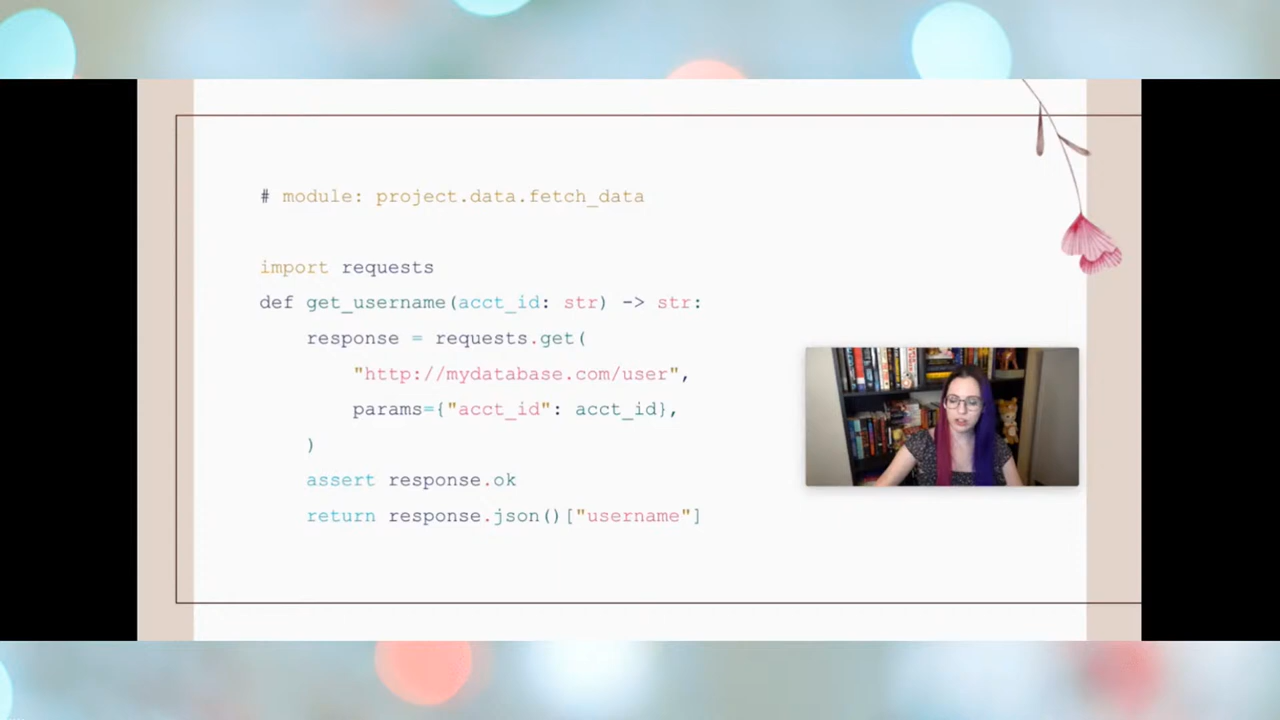 # module: project.data.fetch_data
import requests
def get_username(acct_id: str) -> str:
    response = requests.get(
        "http://mydatabase.com/user",
        params={"acct_id": acct_id},
    )
    assert response.ok
    return response.json()["username"]